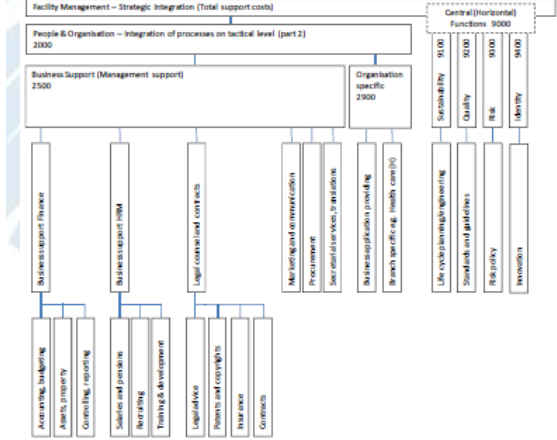 Facility Management – Strategic Integration (Total support costs)
Central (Horizontal)
Functions 9000
People & Organisation – Integration of processes on tactical level (part 2)
2000
Business Support (Management support)
2500
Organisation
specific
2900
Sustainability 9100
Quality 9200
Risk 9300
Identity 9400
Business support Finance
Business support HRM
Legal counsel and contracts
Marketing and communication
Procurement
Secretarial services, translations
Business application providing
Branch specific e.g. Health care (H)
Life cycle planning/engineering
Standards and guidelines
Risk policy
Innovation
Accounting, budgeting
Assets, property
Controlling, reporting
Salaries and pensions
Recruiting
Training & development
Legal advice
Patents and copyrights
Insurance
Contracts